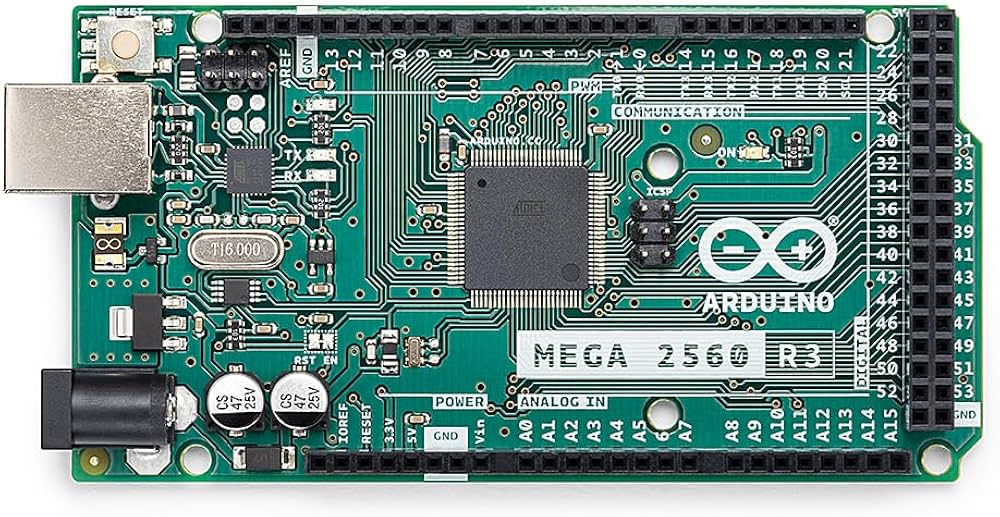 RESET
AREF
GND
13
12
11
10
9
8
7
6
5
4
3
2
14
15
16
17
18
19
20
21
5V
22
24
26
28
30
32
34
36
38
40
42
44
46
48
50
52
31
33
35
37
39
41
43
45
47
49
51
53
GND
PWM
COMMUNICATION
ARDUINO.CC
TX
RX
ON
ICSP
ATMEL
T16.000
ARDUINO
MEGA 2560 R3
DIGITAL
RST EN
CS
47
25V
CS
47
25V
POWER
ANALOG IN
IOREF
RESET
3.3V
5V
GND
Vin
A0
A1
A2
A3
A4
A5
6
A7
A8
A9
A10
A11
A12
A13
A14
A15